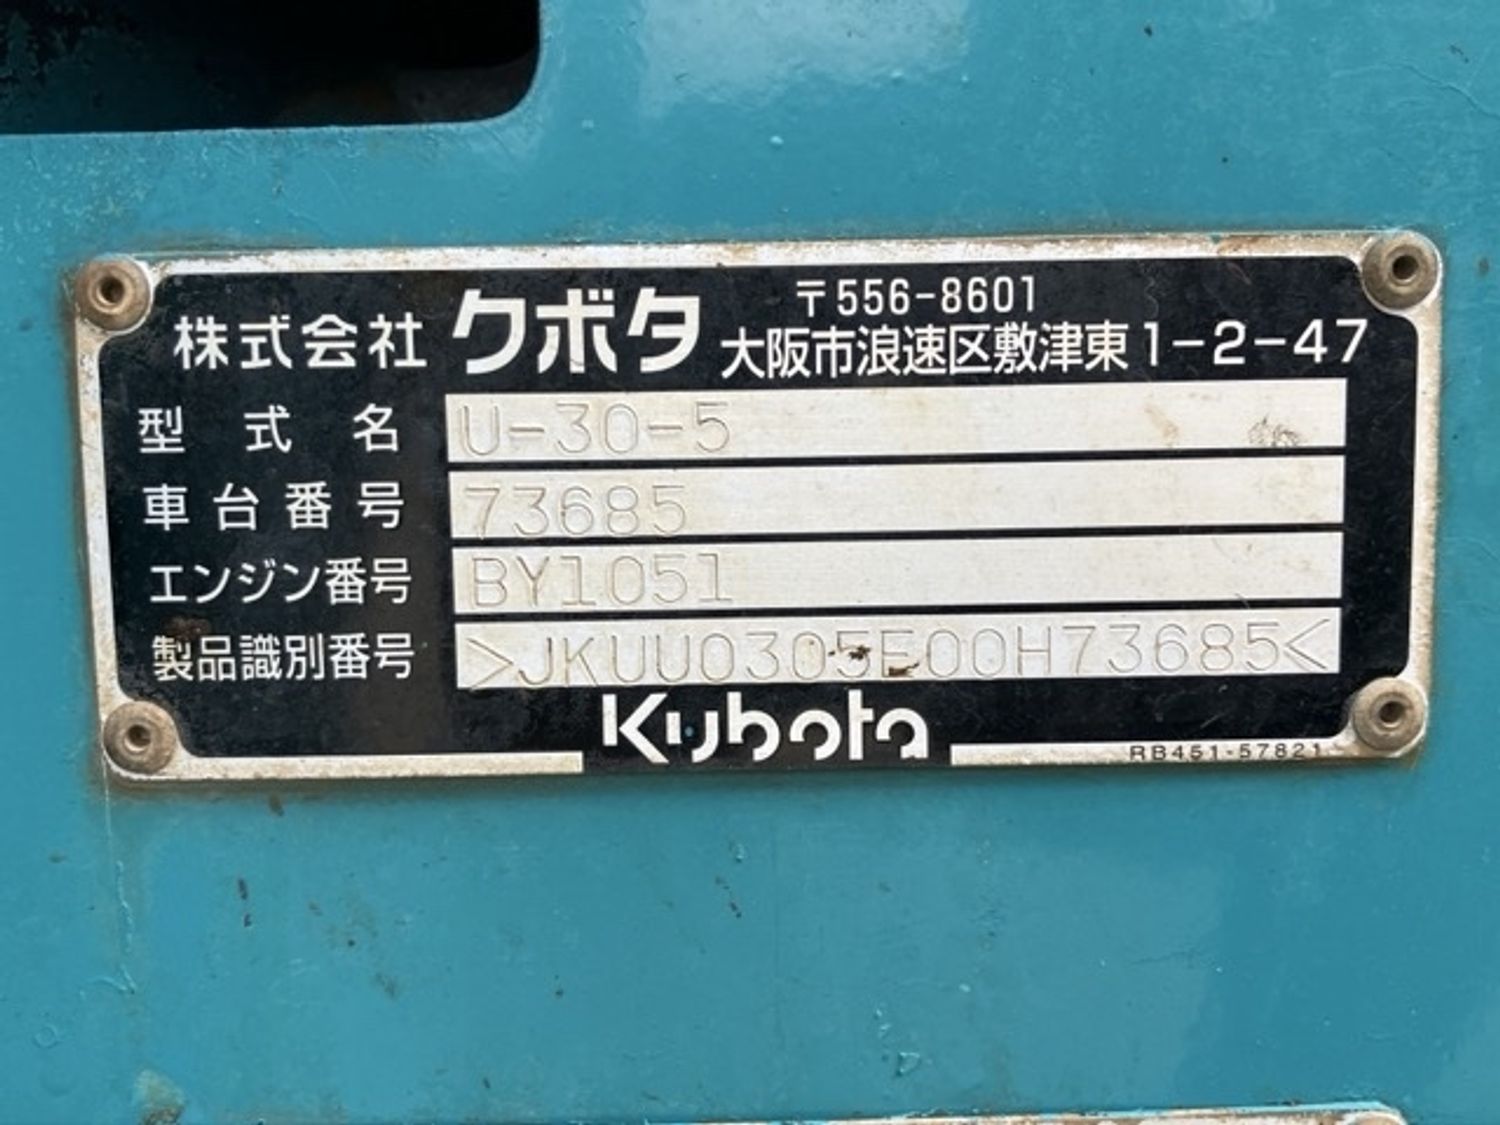 株式会社 クボタ 〒556-8601
大阪市浪速区敷津東1-2-47
型式名 U-30-5
車台番号 73685
エンジン番号 BY1051
製品識別番号 >JKUU0305E00H73685<
Kubota
RB451-57821